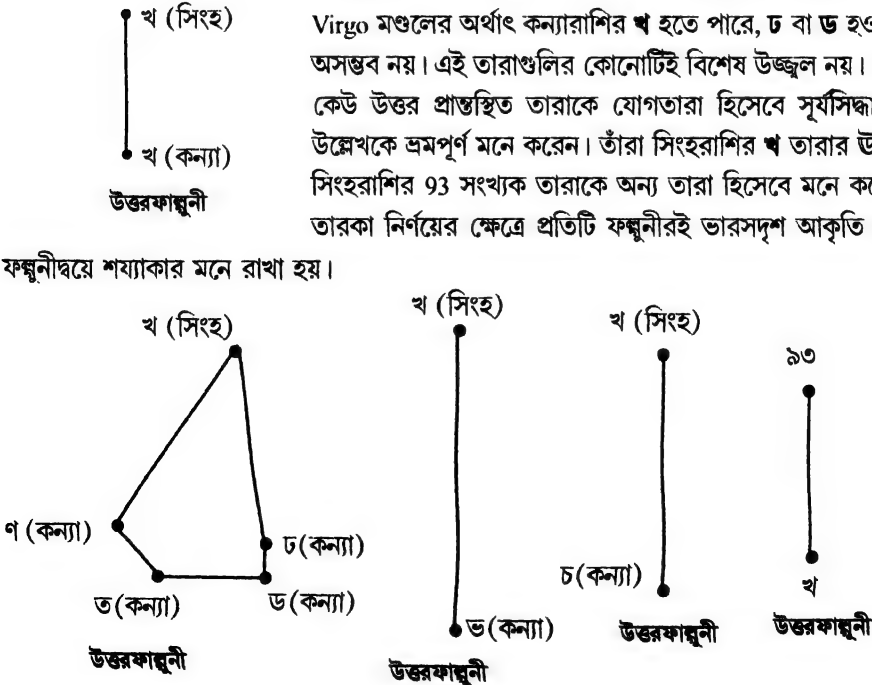 খ (সিংহ)
খ (কন্যা)
উত্তরফাল্গুনী
Virgo মণ্ডলের অর্থাৎ কন্যারাশির খ হতে পারে, ঢ বা ড
অসম্ভব নয়। এই তারাগুলির কোনোটিই বিশেষ উজ্জ্বল নয়।
কেউ উত্তর প্রান্তস্থিত তারাকে যোগতারা হিসেবে
উল্লেখকে ভ্রমপূর্ণ মনে করেন। তাঁরা সিংহরাশির খ তারার
সিংহরাশির 93 সংখ্যক তারাকে অন্য তারা হিসেবে মনে
তারকা নির্ণয়ের ক্ষেত্রে প্রতিটি ফল্গুনীরই ভারসদৃশ আকৃতি
ফল্গুনীদ্বয়ে শয্যাকার মনে রাখা হয়।
খ (সিংহ)
ণ (কন্যা)
ঢ (কন্যা)
ত (কন্যা)
ড (কন্যা)
উত্তরফাল্গুনী
খ (সিংহ)
ভ (কন্যা)
উত্তরফাল্গুনী
খ (সিংহ)
চ (কন্যা)
উত্তরফাল্গুনী
৯৩
খ
উত্তরফাল্গুনী